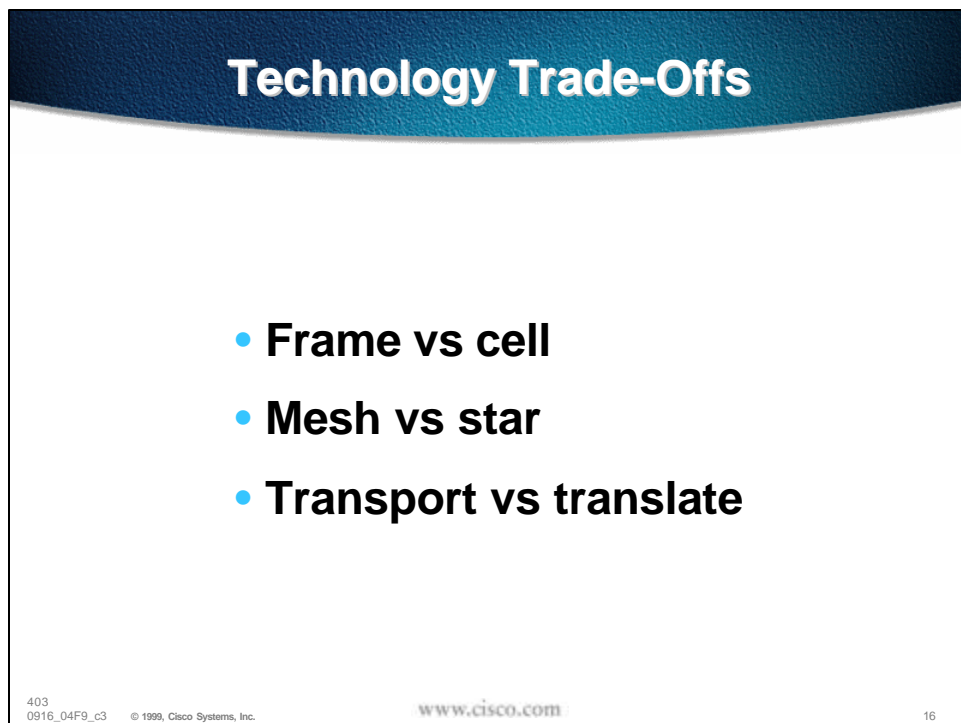 Technology Trade-Offs
• Frame vs cell
• Mesh vs star
• Transport vs translate
403
0916_04F9_c3 © 1999, Cisco Systems, Inc.
www.cisco.com
16